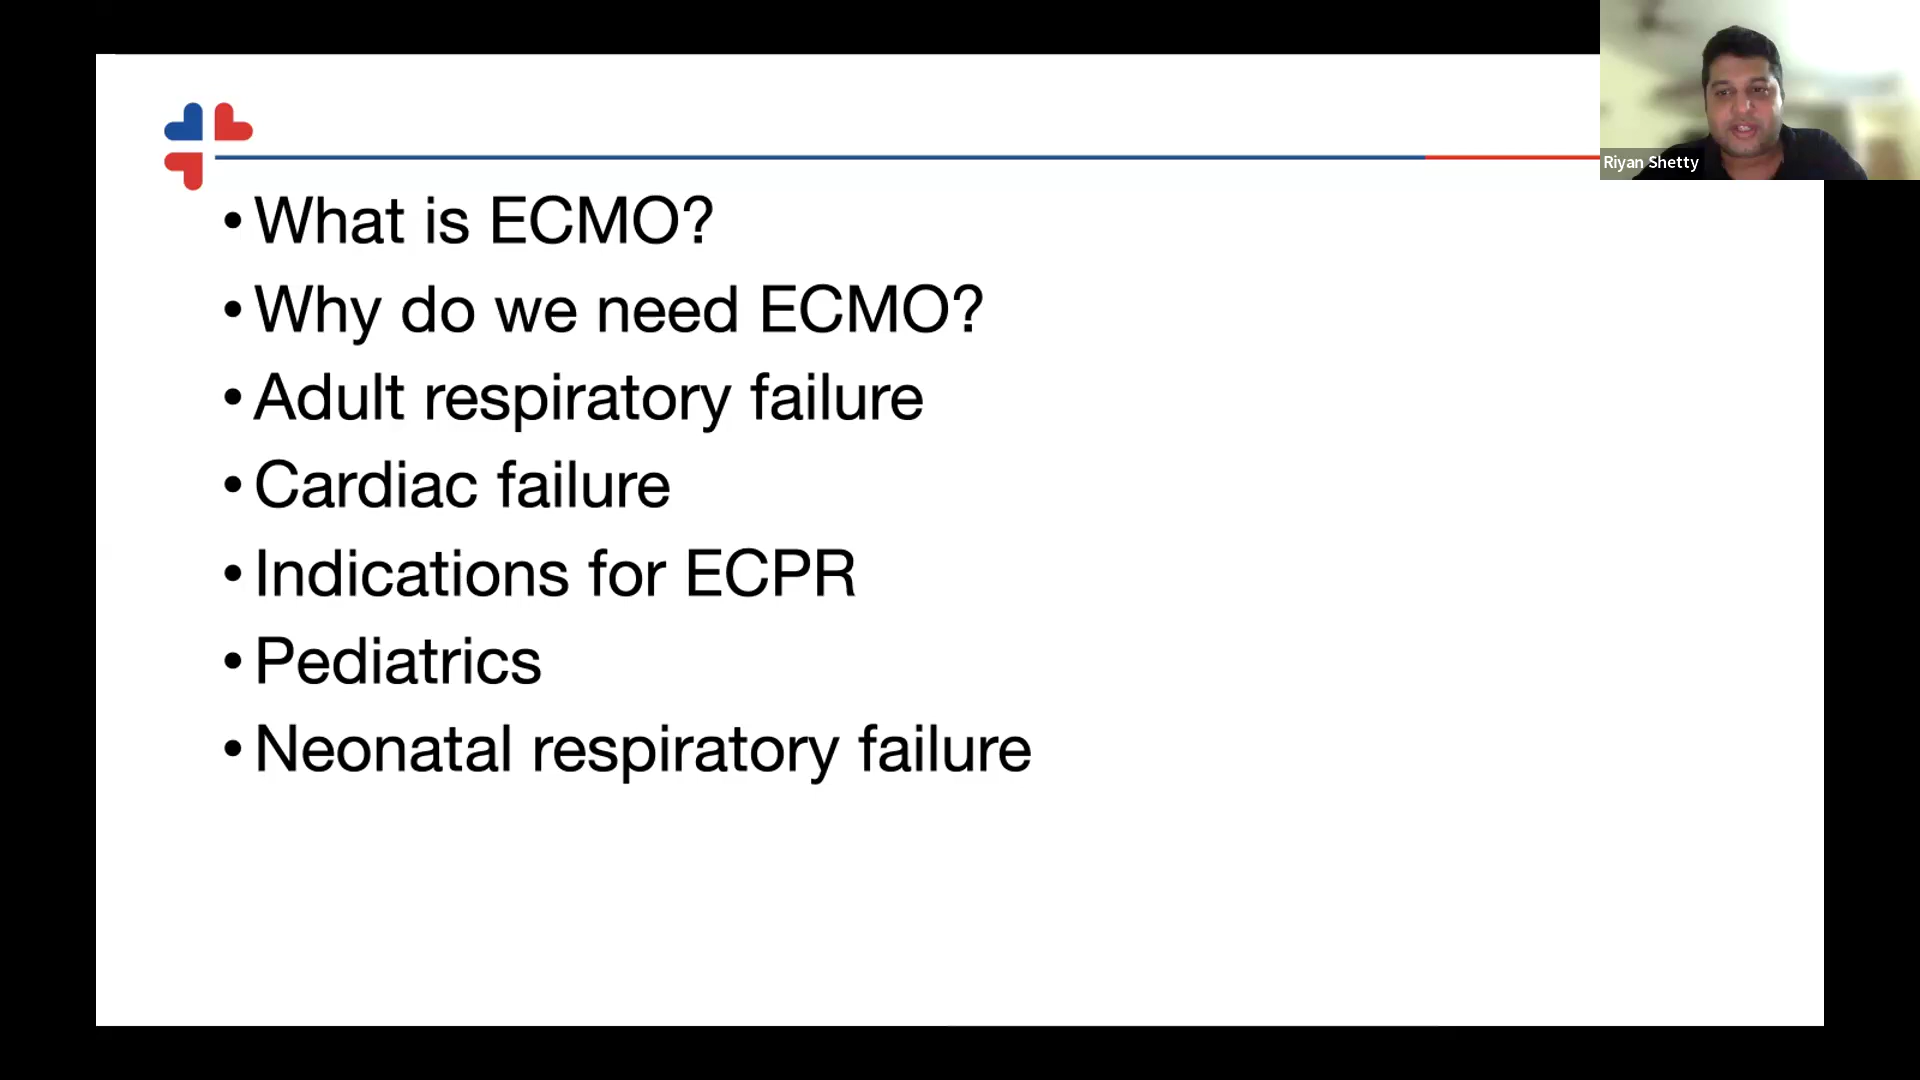 Riyan Shetty
• What is ECMO?
• Why do we need ECMO?
• Adult respiratory failure
• Cardiac failure
• Indications for ECPR
• Pediatrics
• Neonatal respiratory failure